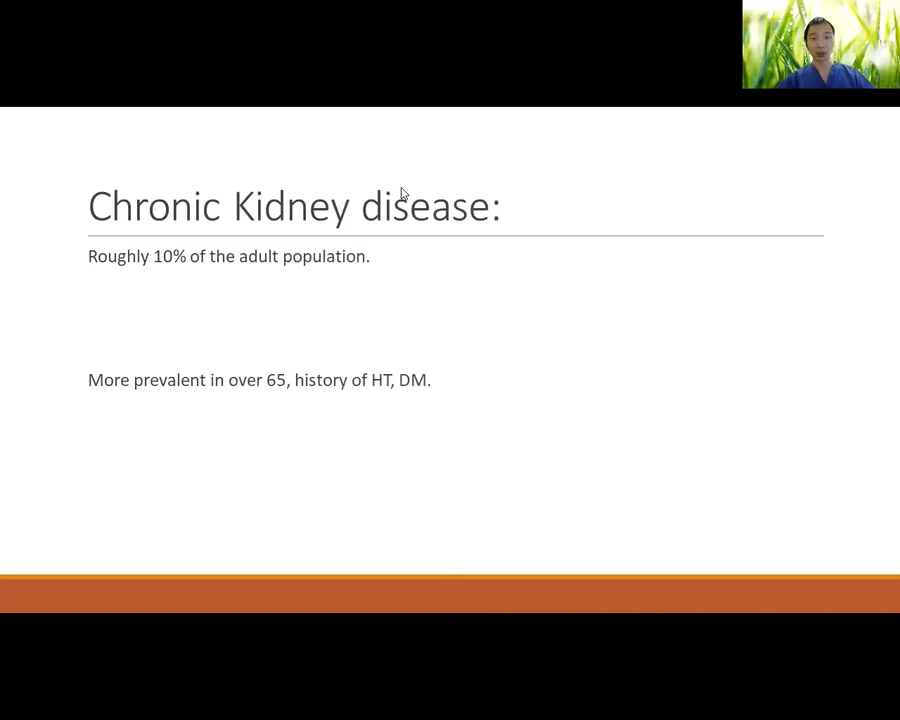 Chronic Kidney disease:
Roughly 10% of the adult population.
More prevalent in over 65, history of HT, DM.